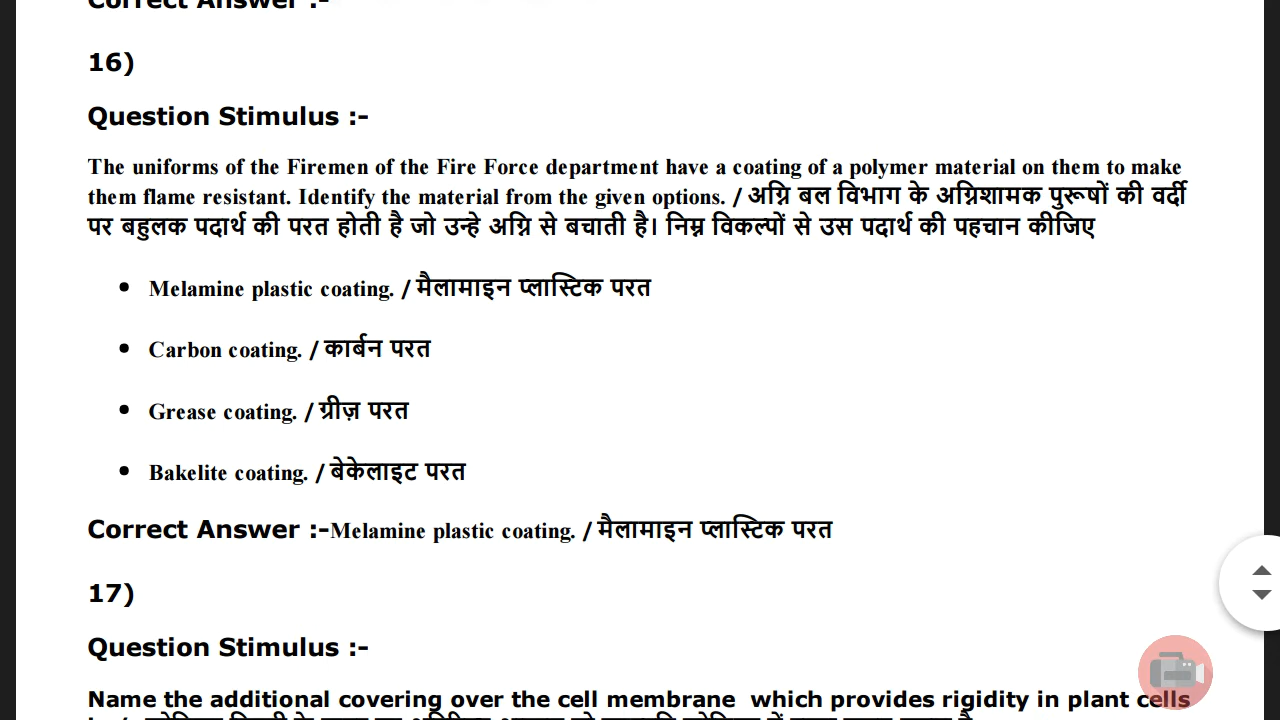 Correct Answer :-
16)
Question Stimulus :-
The uniforms of the Firemen of the Fire Force department have a coating of a polymer material on them to make
them flame resistant. Identify the material from the given options. / अग्नि बल विभाग के अग्निशामक पुरूषों की वर्दी
पर बहुलक पदार्थ की परत होती है जो उन्हे अग्नि से बचाती है। निम्न विकल्पों से उस पदार्थ की पहचान कीजिए
• Melamine plastic coating. / मैलामाइन प्लास्टिक परत
• Carbon coating. / कार्बन परत
• Grease coating. / ग्रीज़ परत
• Bakelite coating. / बेकेलाइट परत
Correct Answer :-Melamine plastic coating. / मैलामाइन प्लास्टिक परत
17)
Question Stimulus :-
Name the additional covering over the cell membrane which provides rigidity in plant cells